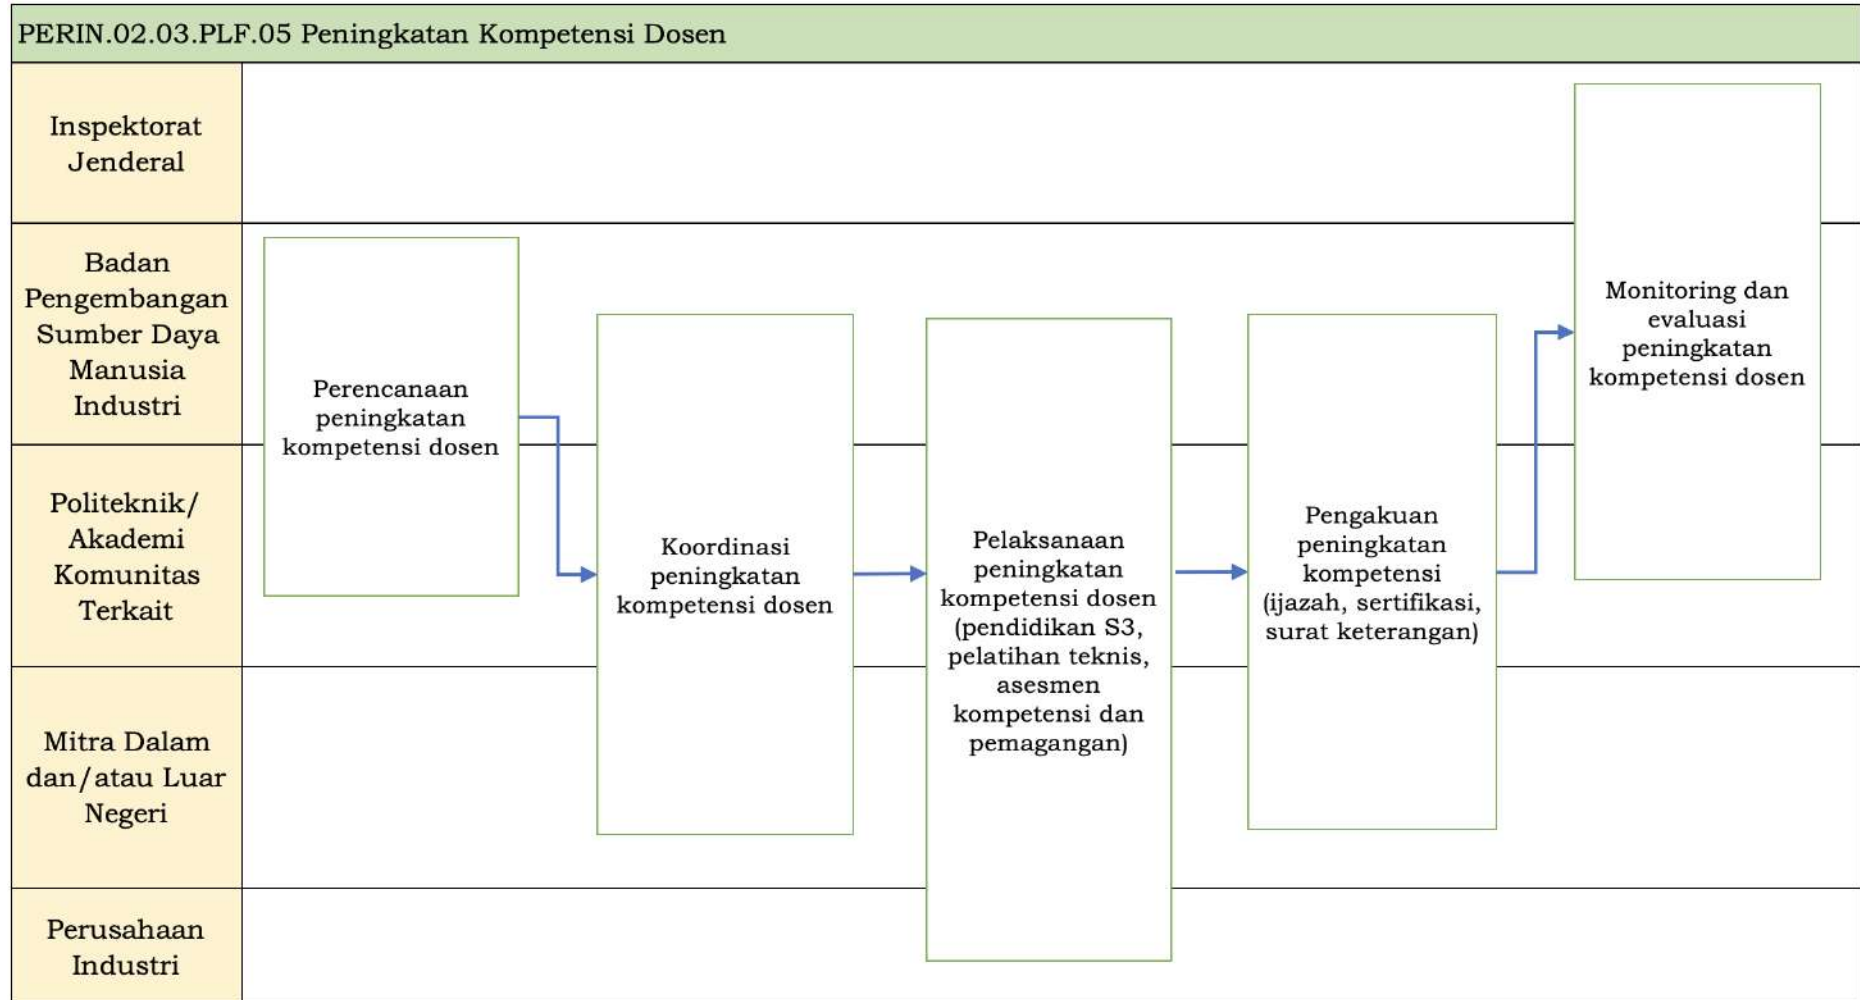 PERIN.02.03.PLF.05 Peningkatan Kompetensi Dosen
Inspektorat
Jenderal
Badan
Pengembangan
Sumber Daya
Manusia
Industri
Politeknik/
Akademi
Komunitas
Terkait
Mitra Dalam
dan/atau Luar
Negeri
Perusahaan
Industri
Perencanaan
peningkatan
kompetensi dosen
Koordinasi
peningkatan
kompetensi dosen
Pelaksanaan
peningkatan
kompetensi dosen
(pendidikan S3,
pelatihan teknis,
asesmen
kompetensi dan
pemagangan)
Pengakuan
peningkatan
kompetensi
(ijazah, sertifikasi,
surat keterangan)
Monitoring dan
evaluasi
peningkatan
kompetensi dosen